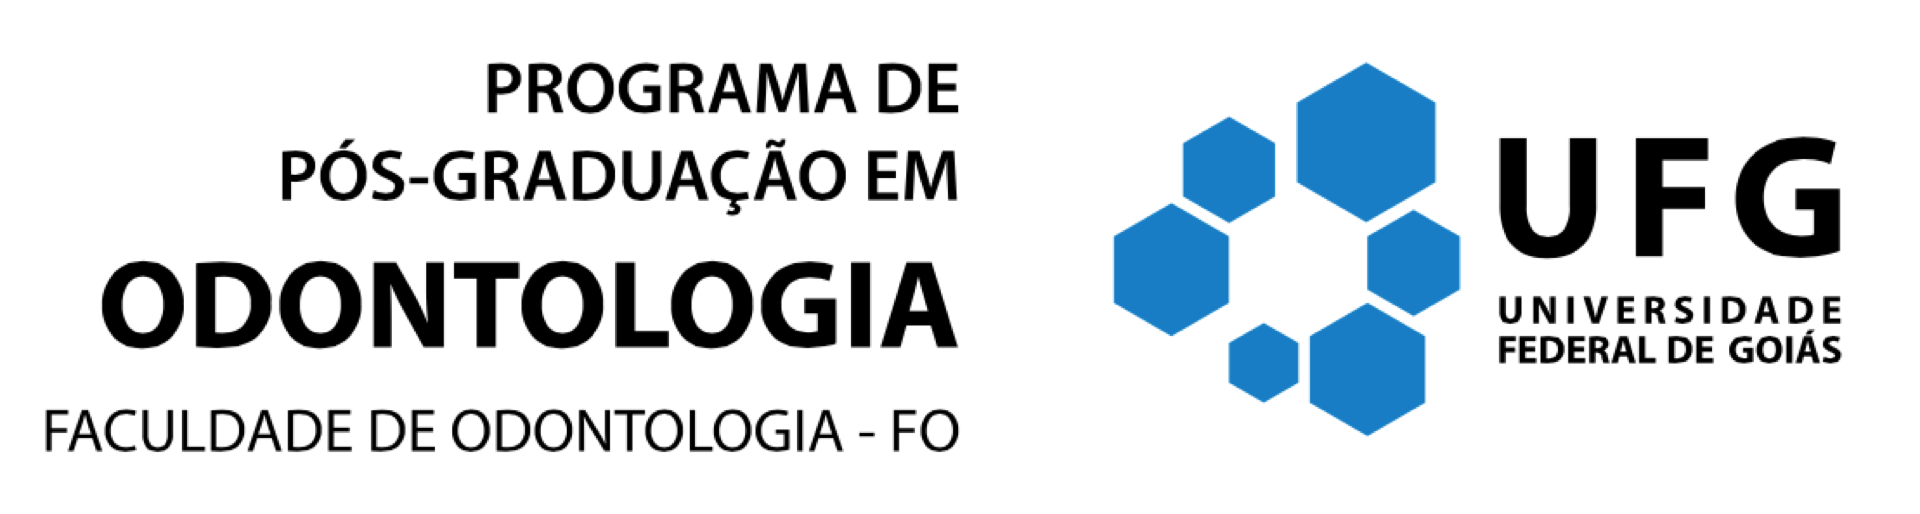 PROGRAMA DE
PÓS-GRADUAÇÃO EM
ODONTOLOGIA
FACULDADE DE ODONTOLOGIA - FO
UFG
UNIVERSIDADE
FEDERAL DE GOIÁS